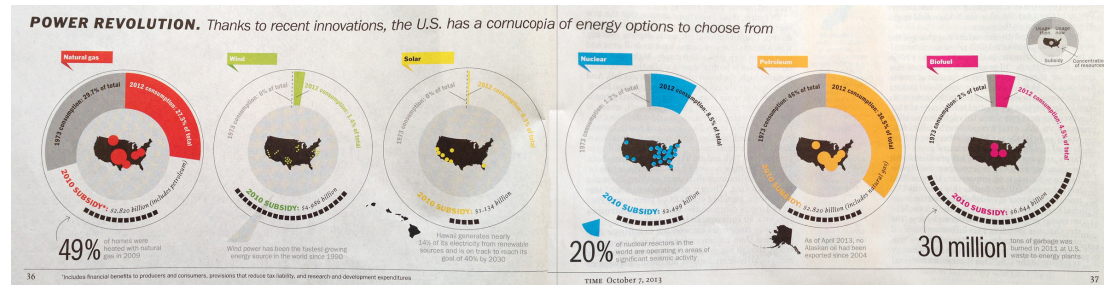 POWER REVOLUTION. Thanks to recent innovations, the U.S. has a cornucopia of energy options to choose from
Usage then
Usage now
Subsidy
Concentration of resources
Natural gas
1973 consumption: 29.7% of total
2012 consumption: 27.3% of total
2010 SUBSIDY*: $2.820 billion (includes petroleum)
49% of homes were
heated with natural
gas in 2009
Wind
1973 consumption: 0% of total
2012 consumption: 1.4% of total
2010 SUBSIDY: $4.986 billion
Wind power has been the fastest growing
energy source in the world since 1990
Solar
1973 consumption: 0% of total
2012 consumption: of total
2010 SUBSIDY: $1.134 billion
Hawaii generates nearly
14% of its electricity from renewable
sources and is on track to reach its
goal of 40% by 2030
Nuclear
1973 consumption: 1.2% of total
2012 consumption: 8.5% of total
2010 SUBSIDY: $2.499 billion
20% of nuclear reactors in the
world are operating in areas of
significant seismic activity
Petroleum
1973 consumption: 46% of total
2012 consumption: 36.5% of total
2010 SUBSIDY: $2.820 billion (includes natural gas)
As of April 2013, no
Alaskan oil had been
exported since 2004
Biofuel
1973 consumption: 2% of total
2012 consumption: 4.5% of total
2010 SUBSIDY: $6.644 billion
30 million tons of garbage was
burned in 2011 at U.S.
waste-to-energy plants
36
*Includes financial benefits to producers and consumers, provisions that reduce tax liability, and research and development expenditures
TIME October 7, 2013
37